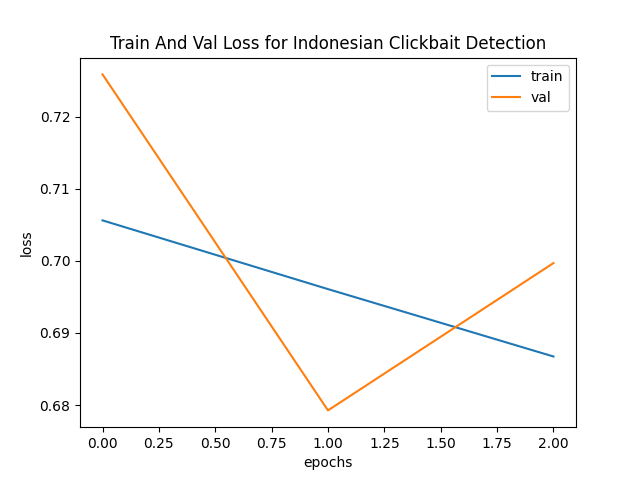 Train And Val Loss for Indonesian Clickbait Detection
train
val
0.72
0.71
0.70
0.69
0.68
loss
0.00 0.25 0.50 0.75 1.00 1.25 1.50 1.75 2.00
epochs